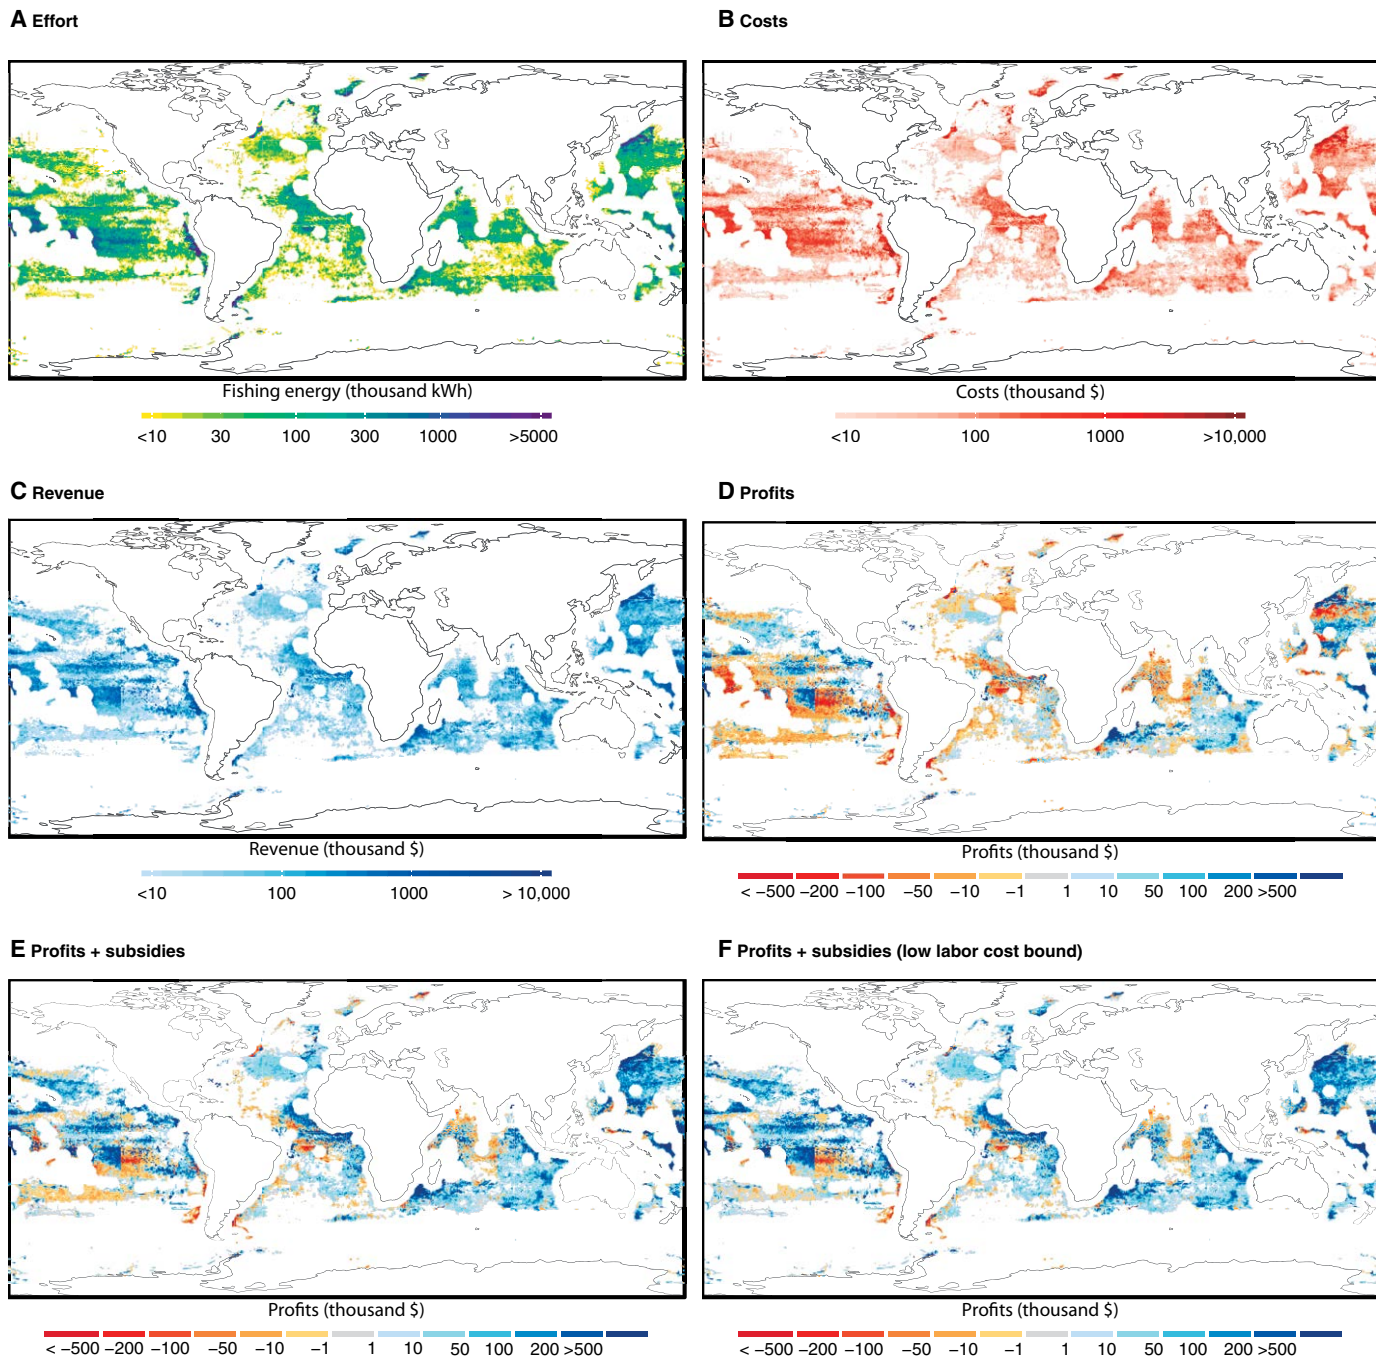 A Effort
B Costs
Fishing energy (thousand kWh)
<10 30 100 300 1000 >5000
Costs (thousand $)
<10 100 1000 >10,000
C Revenue
D Profits
Revenue (thousand $)
<10 100 1000 > 10,000
Profits (thousand $)
< −500 −200 −100 −50 −10 −1 1 10 50 100 200 >500
E Profits + subsidies
F Profits + subsidies (low labor cost bound)
Profits (thousand $)
< −500 −200 −100 −50 −10 −1 1 10 50 100 200 >500
Profits (thousand $)
< −500 −200 −100 −50 −10 −1 1 10 50 100 200 >500